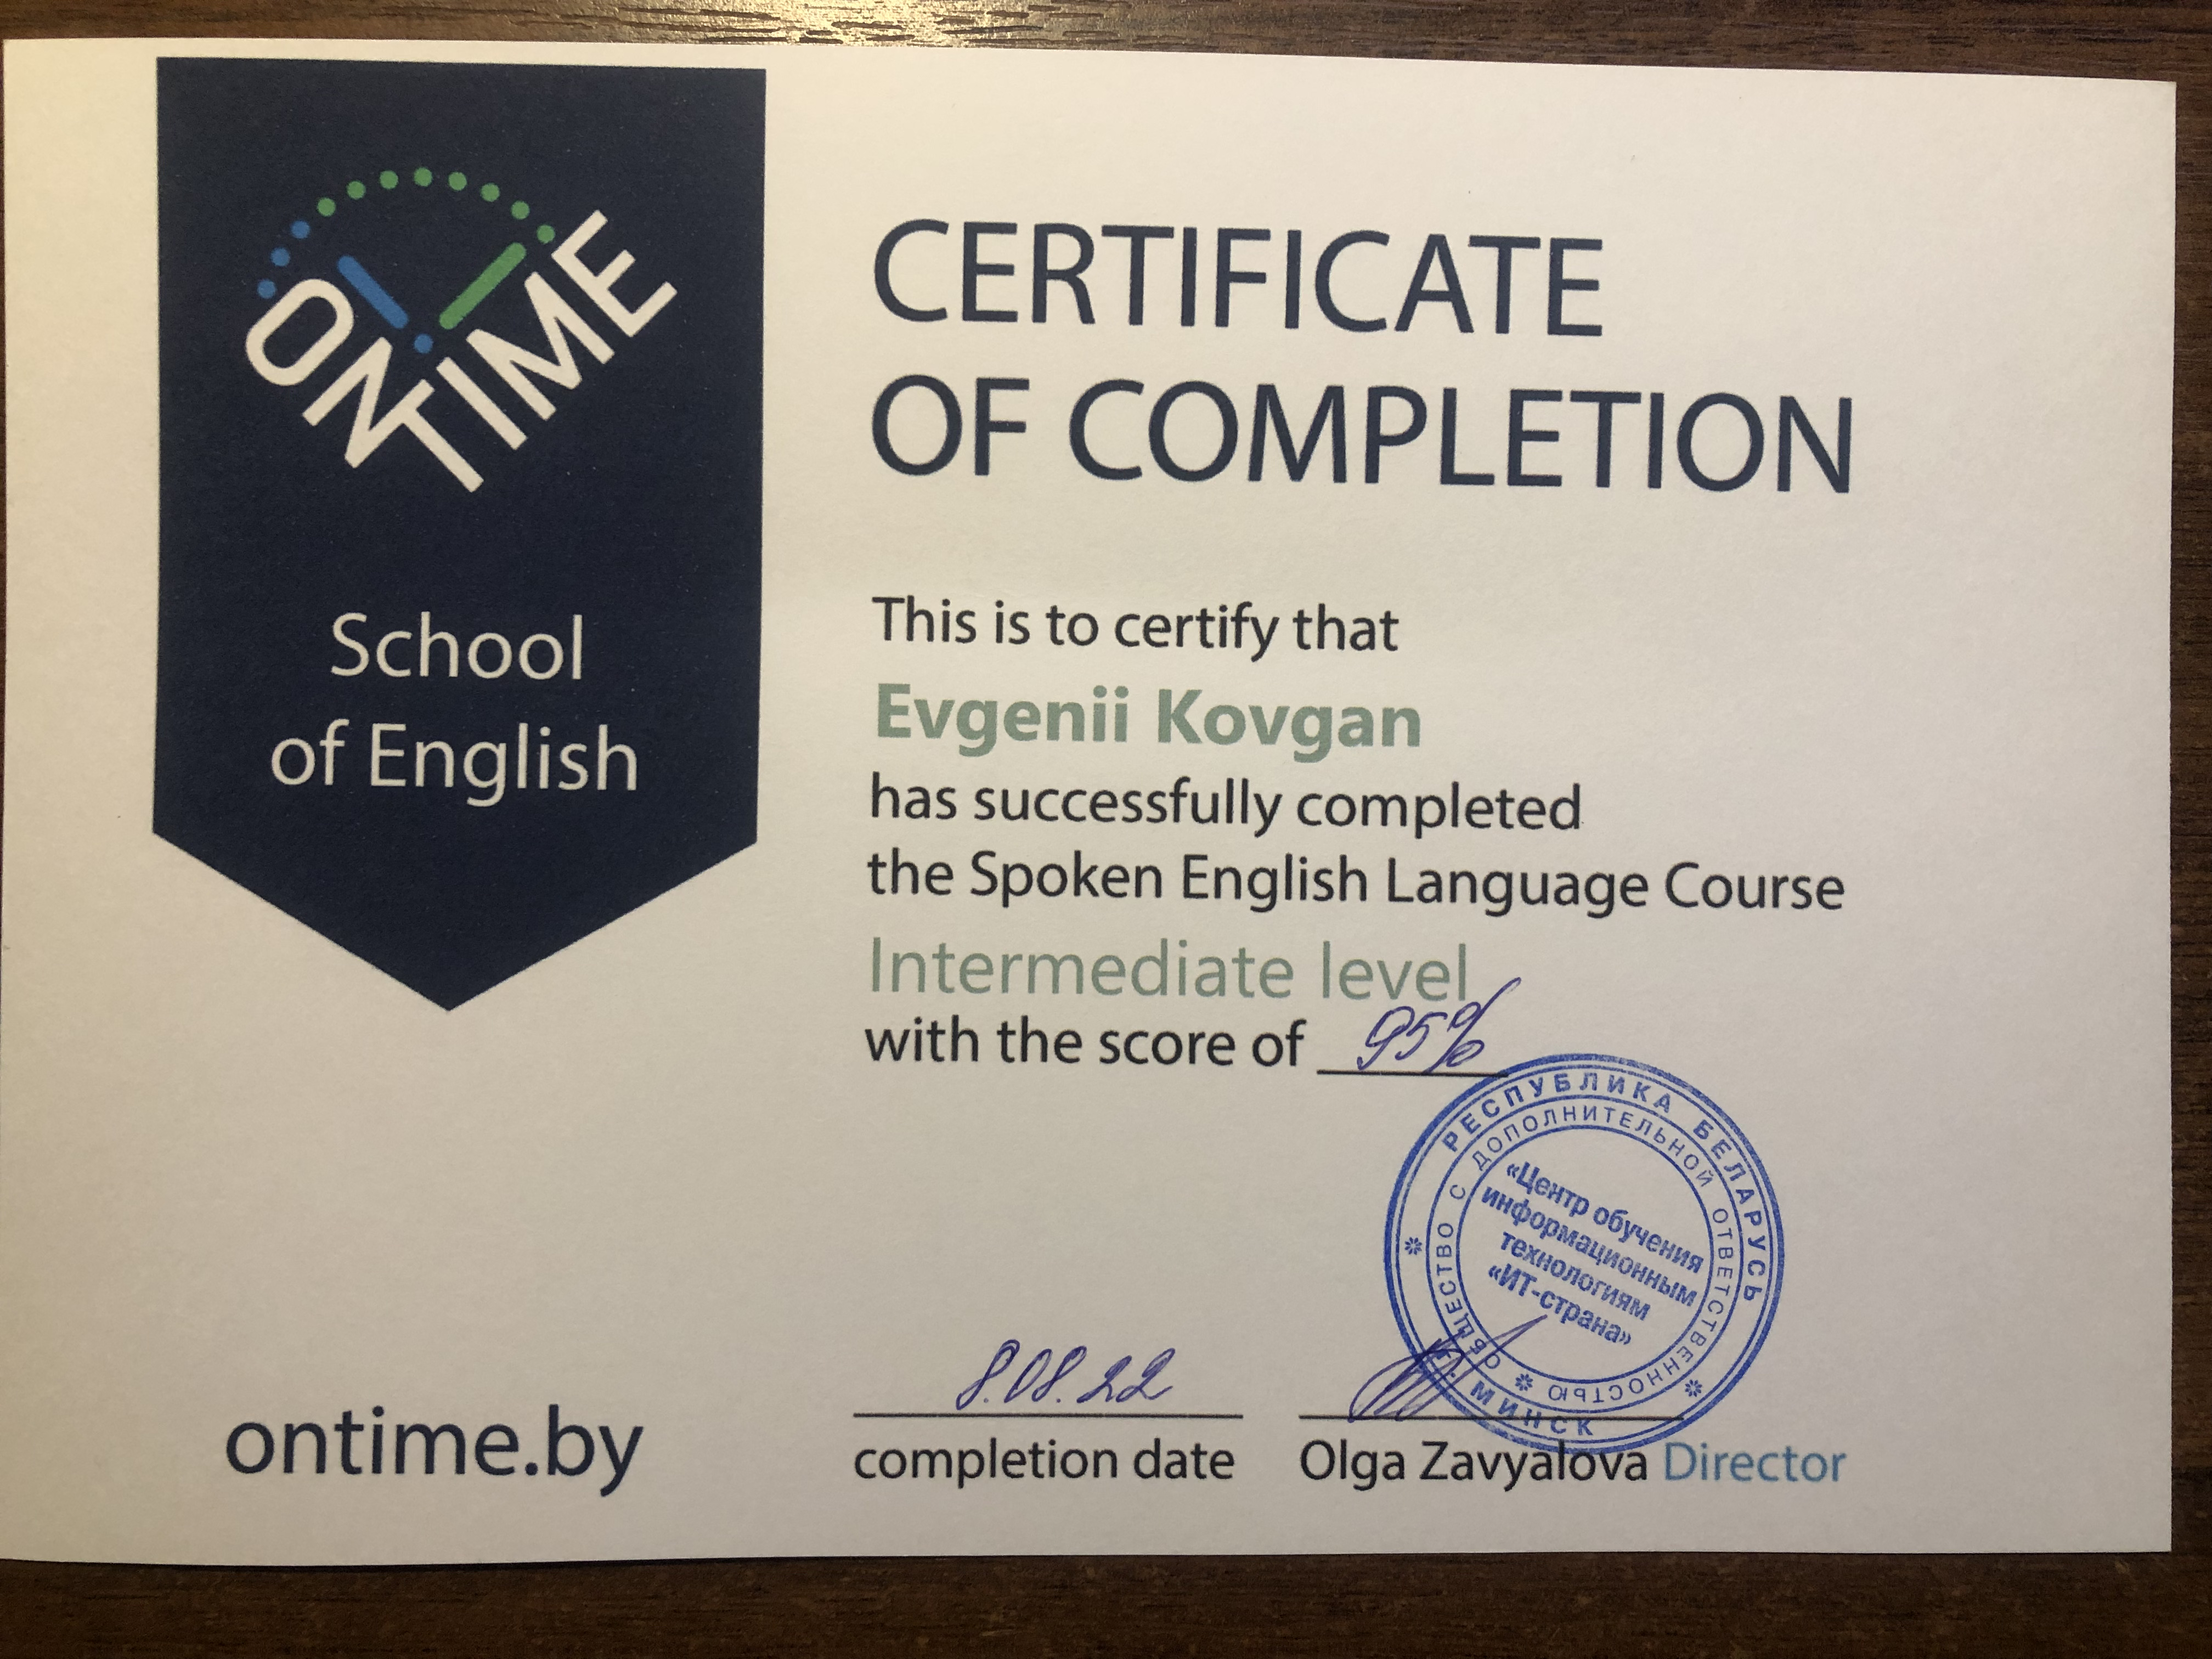 ONTIME
School
of English
CERTIFICATE
OF COMPLETION
This is to certify that
Evgenii Kovgan
has successfully completed
the Spoken English Language Course
Intermediate level
with the score of 95%
РЕСПУБЛИКА БЕЛАРУСЬ
Г. МИНСК
ОБЩЕСТВО С ДОПОЛНИТЕЛЬНОЙ ОТВЕТСТВЕННОСТЬЮ
«Центр обучения
информационным
технологиям
«ИТ-страна»
8.08.22
completion date
Olga Zavyalova Director
ontime.by